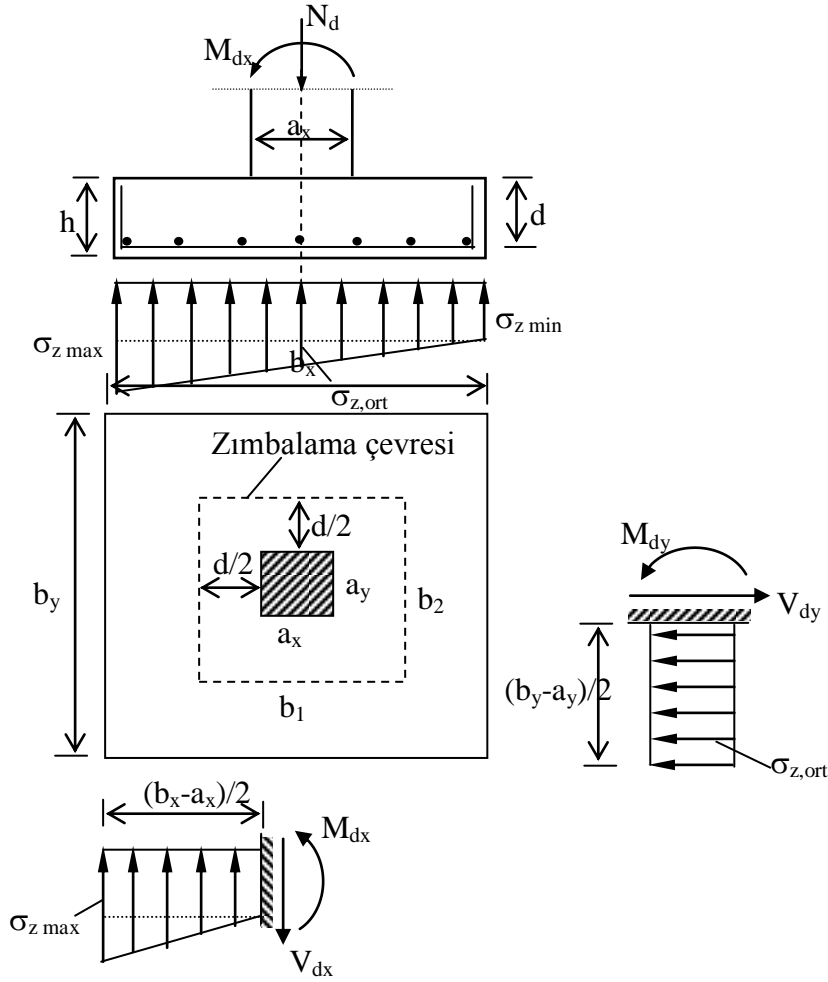 N_d
M_dx
a_x
h
d
σ_z min
σ_z max
b_x
σ_z,ort
Zımbalama çevresi
d/2
d/2
M_dy
b_y
a_y
b_2
V_dy
a_x
(b_y-a_y)/2
b_1
σ_z,ort
(b_x-a_x)/2
M_dx
σ_z max
V_dx